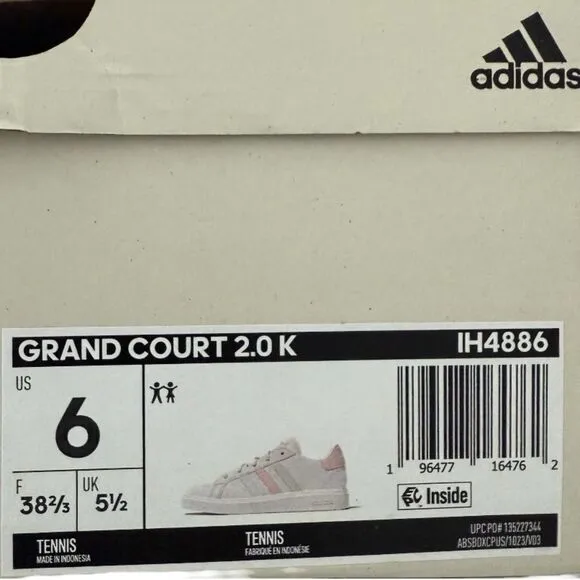 adidas
GRAND COURT 2.0 K IH4886
US
6
F
38⅔
UK
5½
1 96477 16476 2
Inside
TENNIS
MADE IN INDONESIA
TENNIS
FABRIQUÉ EN INDONÉSIE
UPC PO# 135227344
ABSBOXCPUS/1023/V03